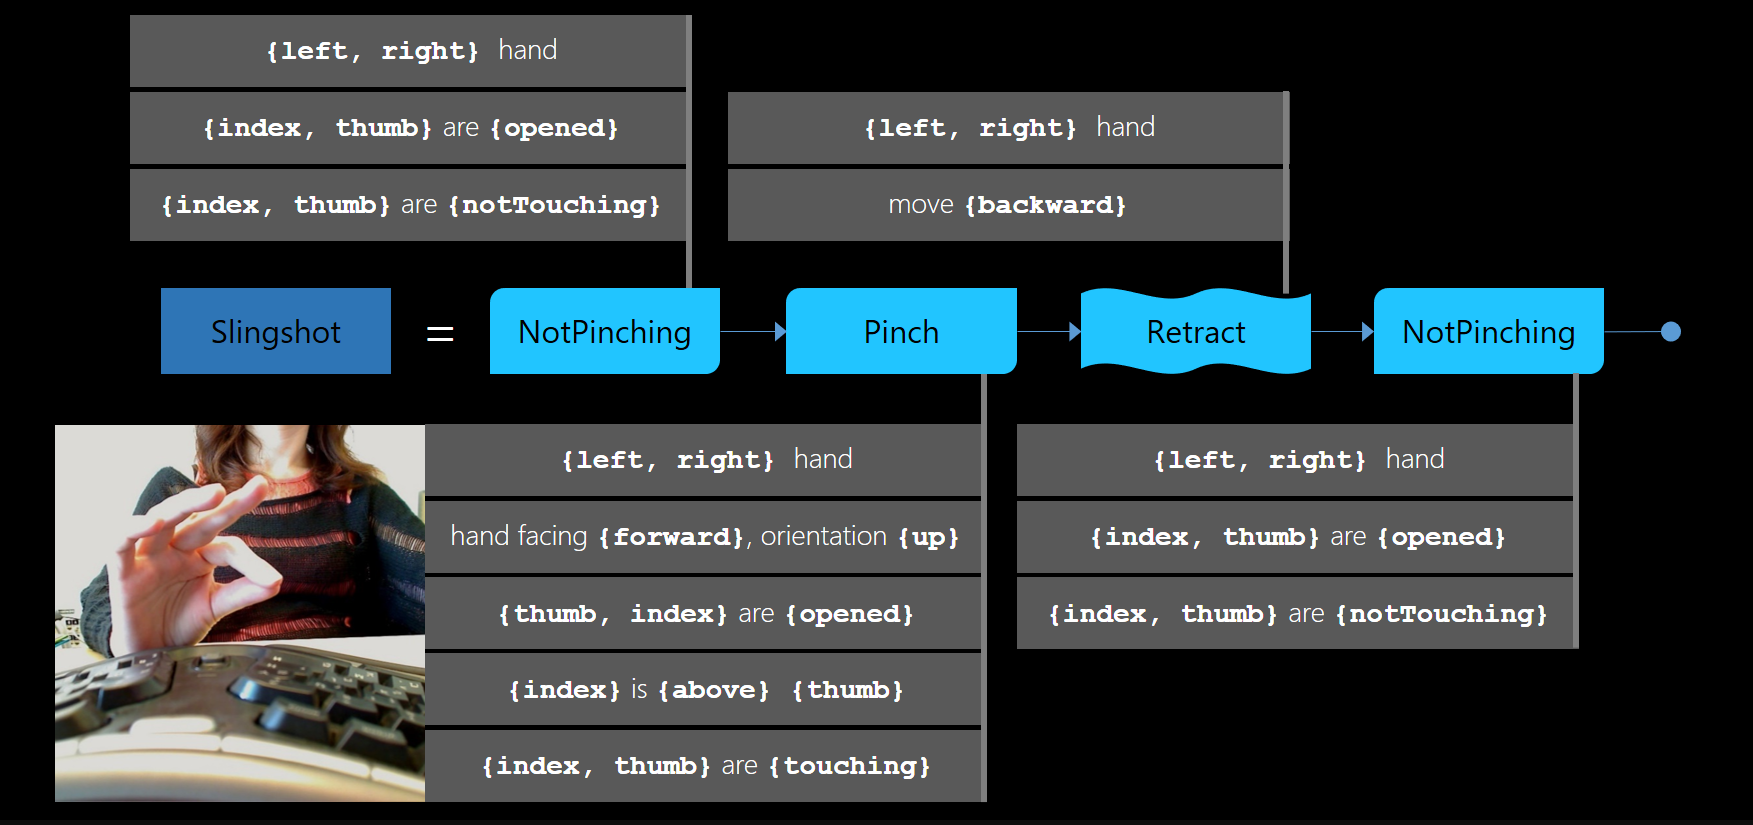 {left, right} hand
{index, thumb} are {opened}
{index, thumb} are {notTouching}
{left, right} hand
move {backward}
Slingshot = NotPinching Pinch Retract NotPinching
{left, right} hand
hand facing {forward}, orientation {up}
{thumb, index} are {opened}
{index} is {above} {thumb}
{index, thumb} are {touching}
{left, right} hand
{index, thumb} are {opened}
{index, thumb} are {notTouching}